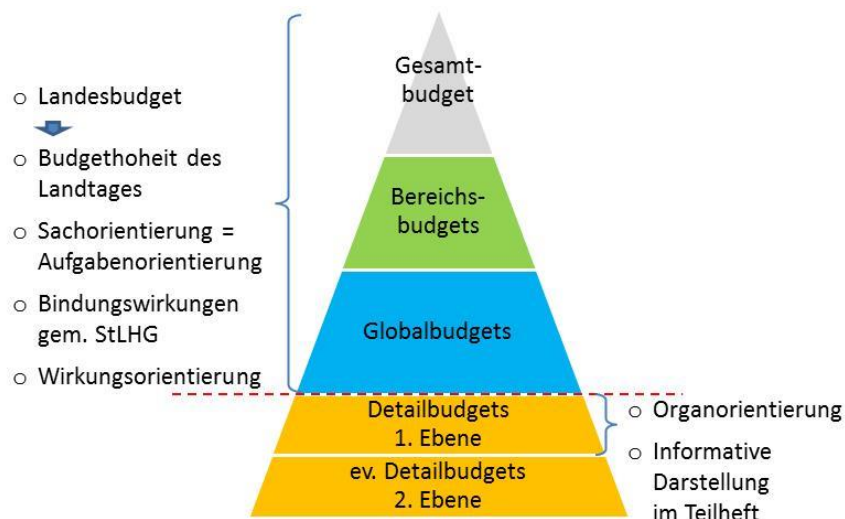 o Landesbudget
o Budgethoheit des
Landtages
o Sachorientierung =
Aufgabenorientierung
o Bindungswirkungen
gem. StLHG
o Wirkungsorientierung
Gesamt-
budget
Bereichs-
budgets
Globalbudgets
Detailbudgets
1. Ebene
ev. Detailbudgets
2. Ebene
o Organorientierung
o Informative
Darstellung
im Teilheft